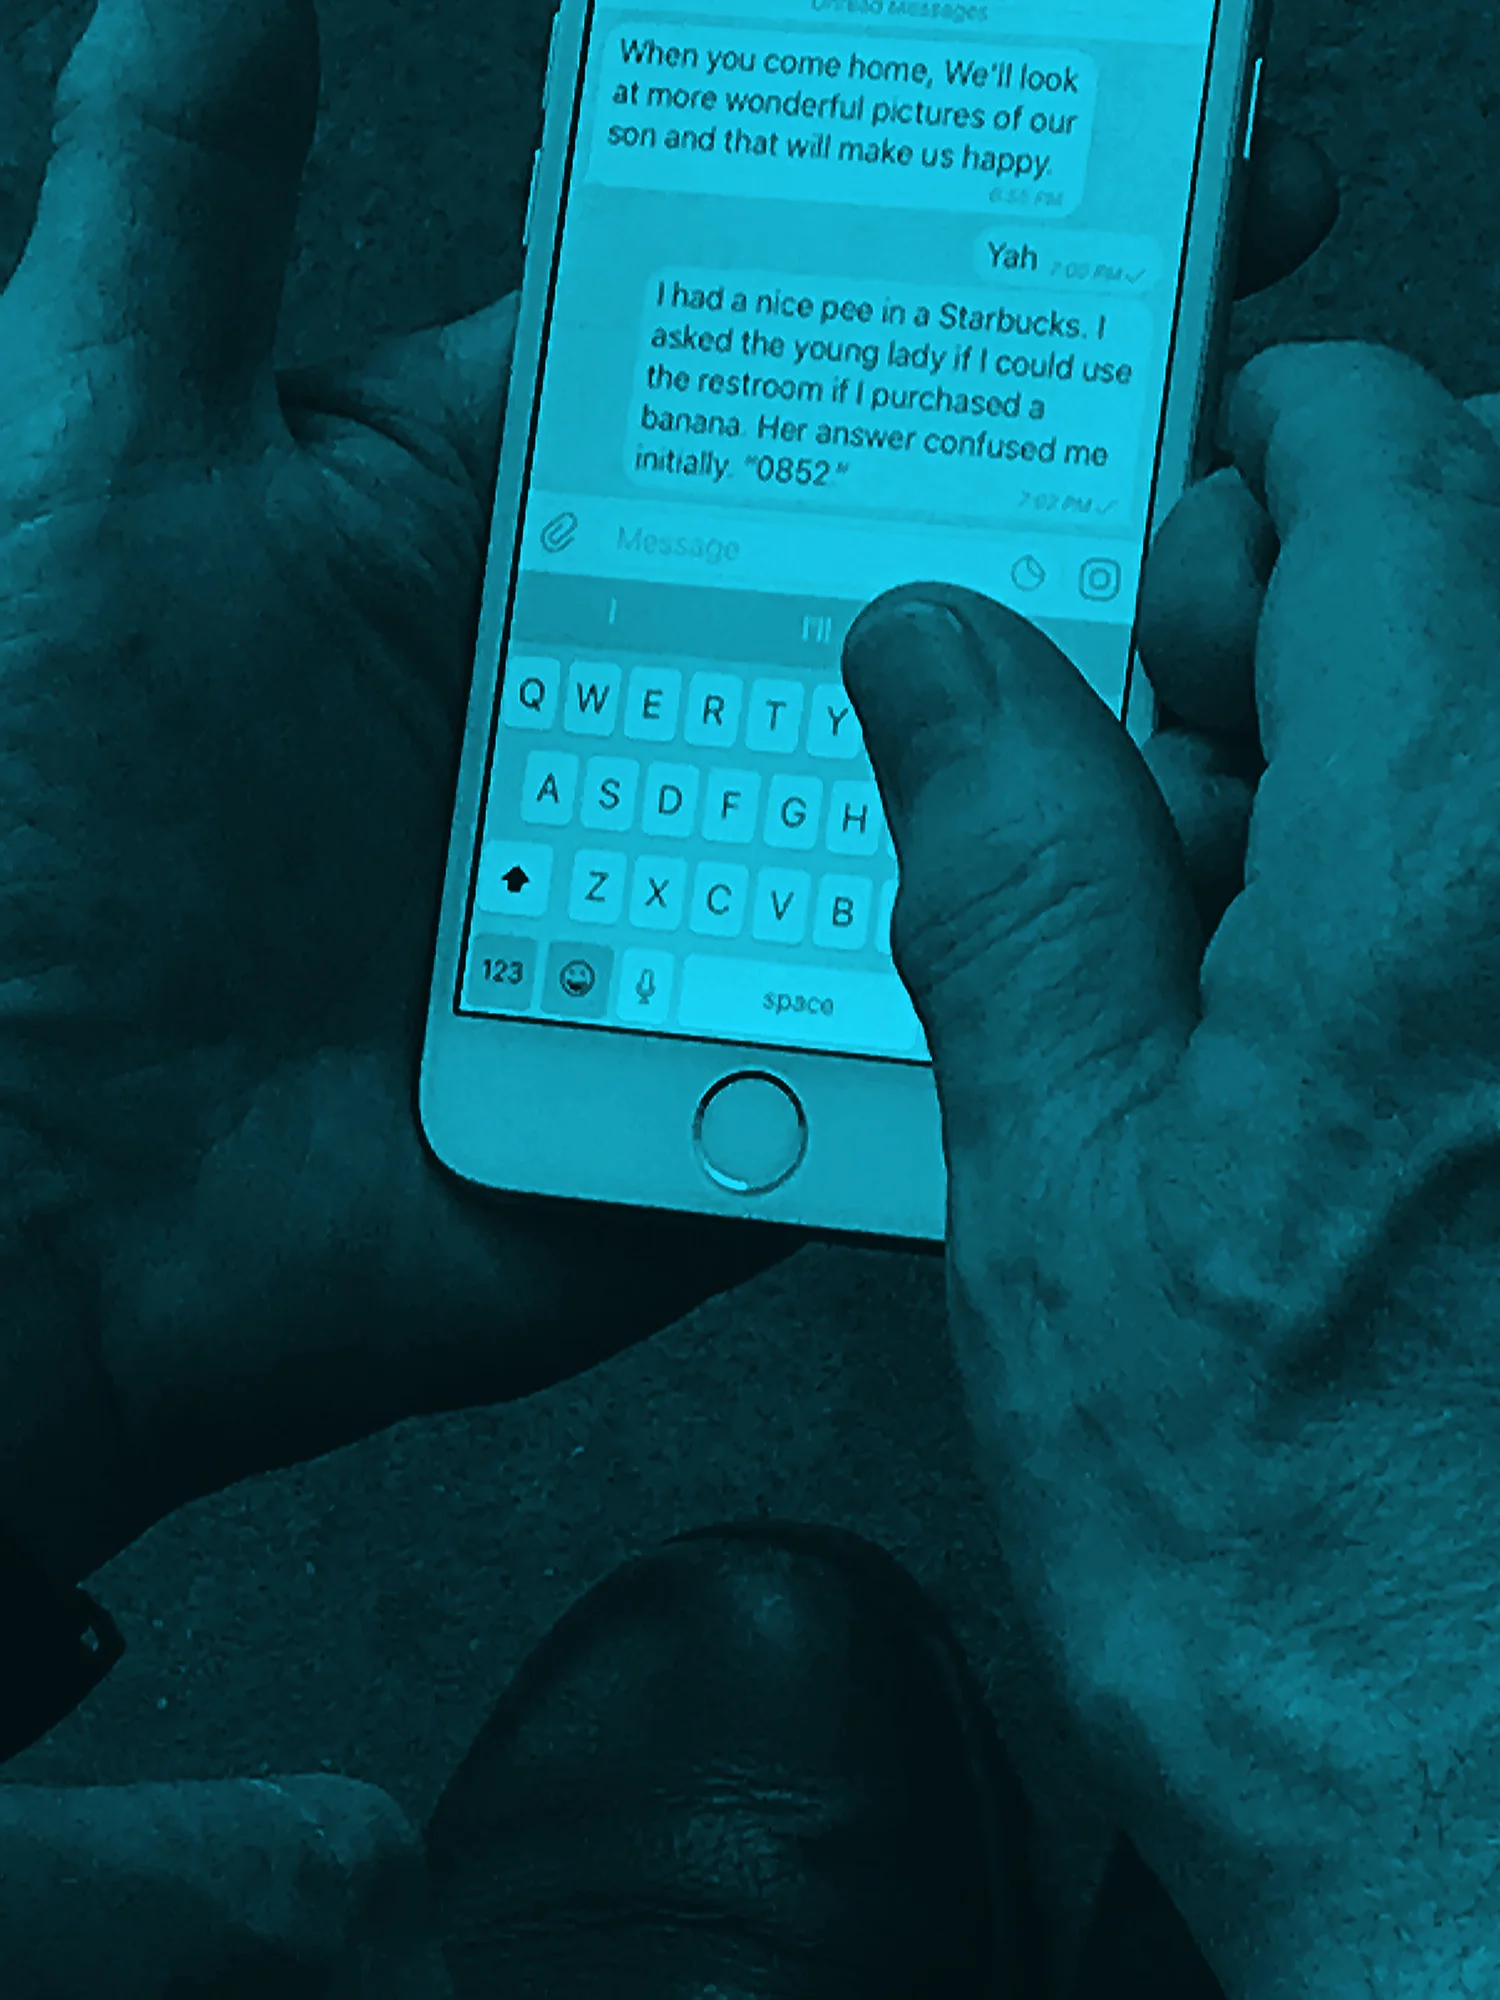 Unread Messages
When you come home, We'll look
at more wonderful pictures of our
son and that will make us happy.
6:55 PM
Yah 7:00 PM
I had a nice pee in a Starbucks. I
asked the young lady if I could use
the restroom if I purchased a
banana. Her answer confused me
initially. "0852"
7:02 PM
Message
I I'll
Q W E R T Y
A S D F G H
Z X C V B
123 space